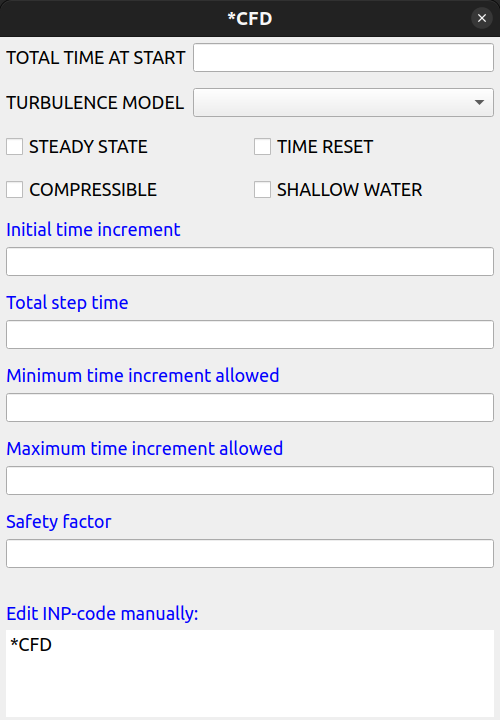 *CFD
TOTAL TIME AT START
TURBULENCE MODEL
STEADY STATE TIME RESET
COMPRESSIBLE SHALLOW WATER
Initial time increment
Total step time
Minimum time increment allowed
Maximum time increment allowed
Safety factor
Edit INP-code manually:
*CFD